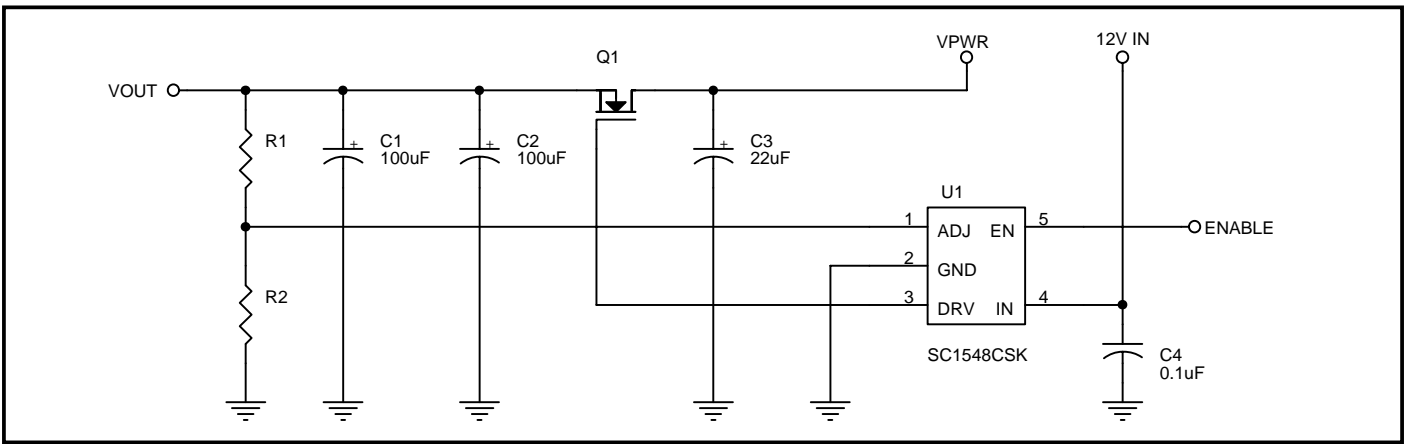 VPWR
12V IN
Q1
VOUT
R1
+
C1
100uF
+
C2
100uF
+
C3
22uF
U1
1
ADJ
EN
5
ENABLE
2
GND
R2
3
DRV
IN
4
SC1548CSK
C4
0.1uF